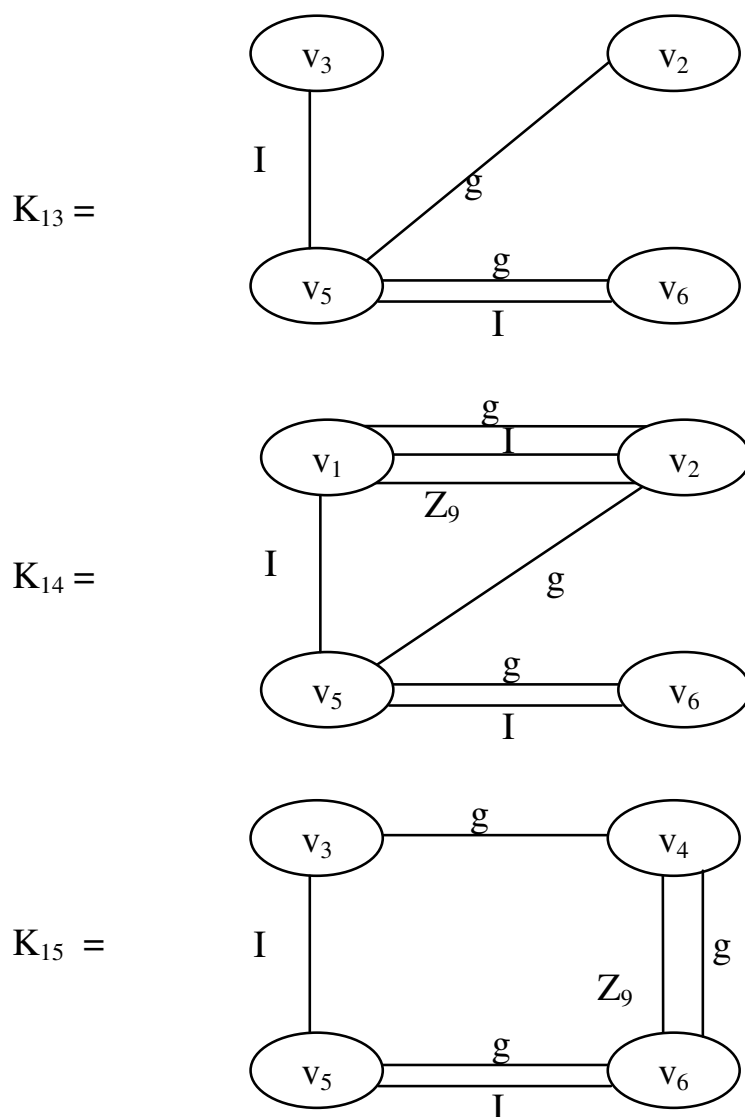 v₃ v₂
I
g
K₁₃ =
v₅ g v₆
I
g
v₁ I v₂
Z₉
I
K₁₄ =
g
v₅ g v₆
I
v₃ g v₄
K₁₅ =
I
g
Z₉
v₅ g v₆
I